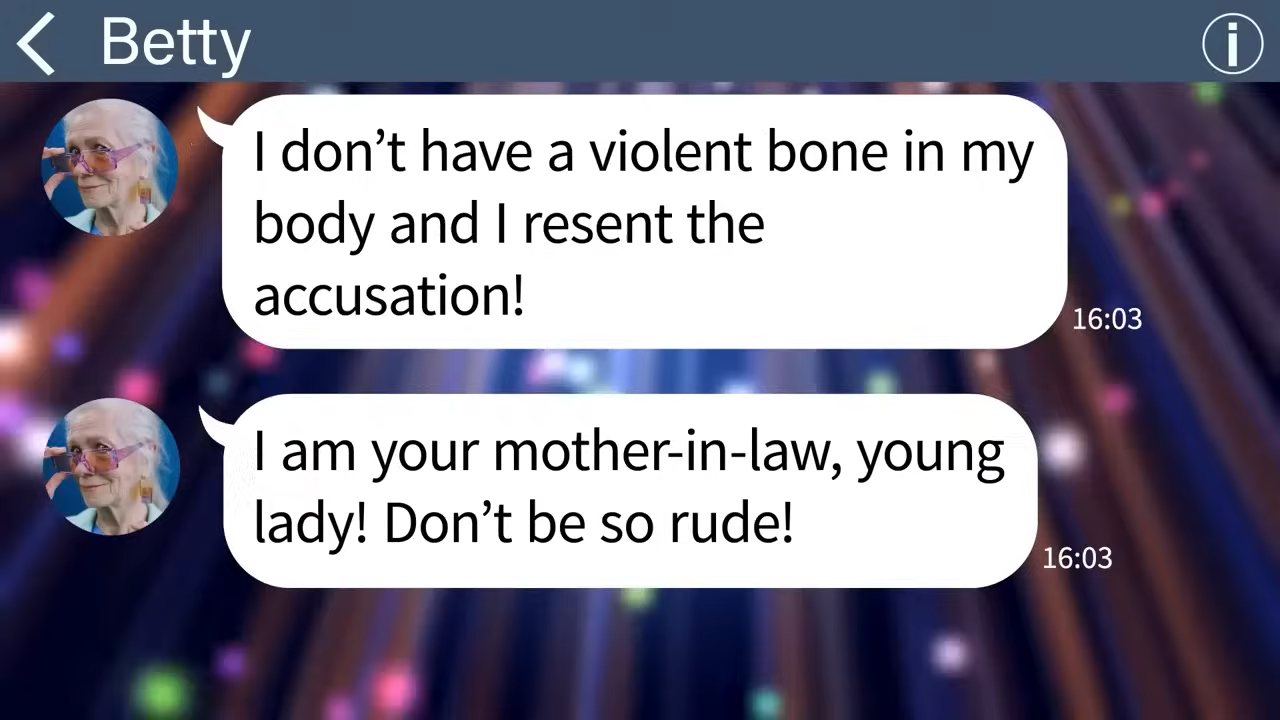 Betty
I don’t have a violent bone in my
body and I resent the
accusation!
16:03
I am your mother-in-law, young
lady! Don’t be so rude!
16:03